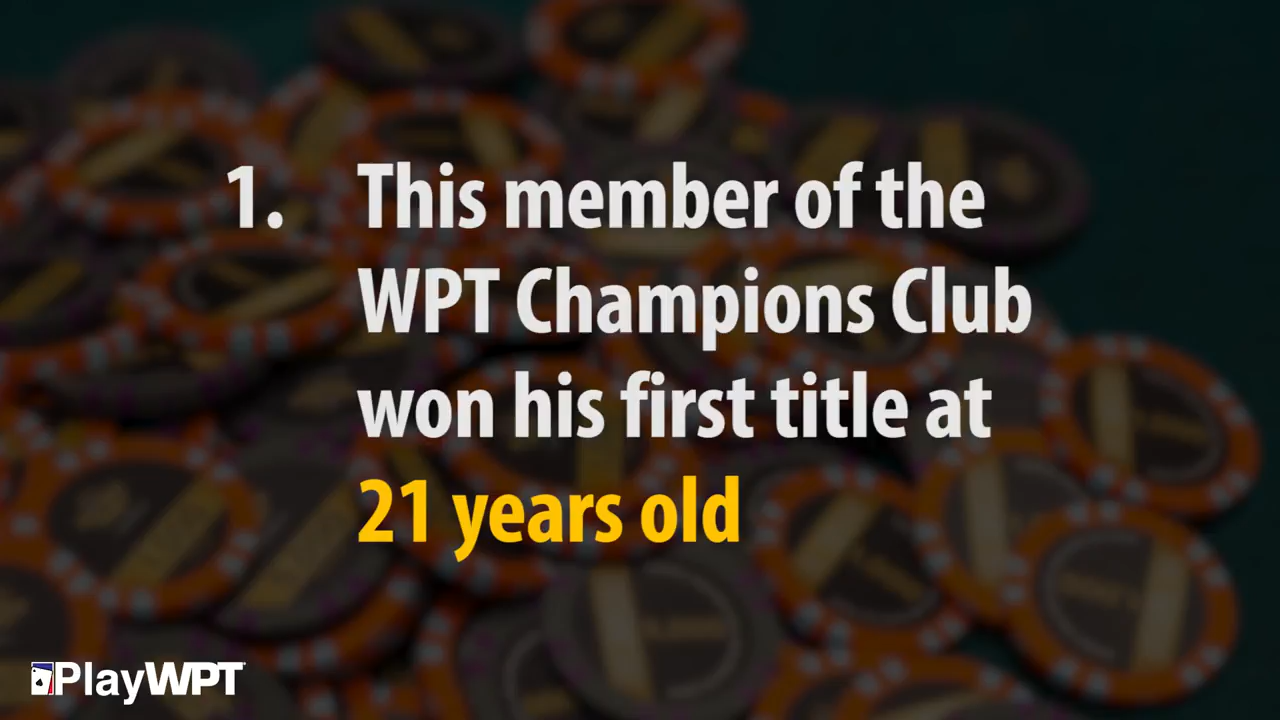 1. This member of the
WPT Champions Club
won his first title at
21 years old
PlayWPT